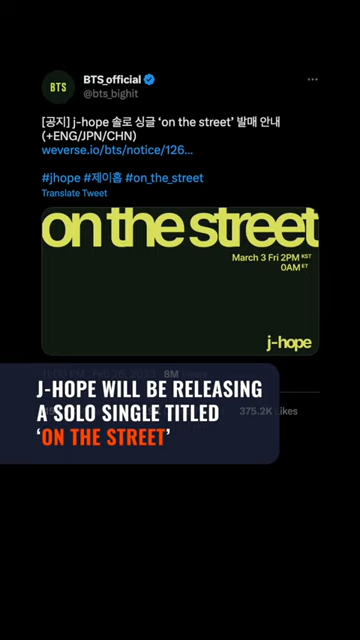 BTS
BTS_official
@bts_bighit
[공지] j-hope 솔로 싱글 ‘on the street’ 발매 안내
(+ENG/JPN/CHN)
weverse.io/bts/notice/126...
#jhope #제이홉 #on_the_street
Translate Tweet
on the street
March 3 Fri 2PM KST
0AM ET
j-hope
8M
J-HOPE WILL BE RELEASING
A SOLO SINGLE TITLED
‘ON THE STREET’
375.2K Likes